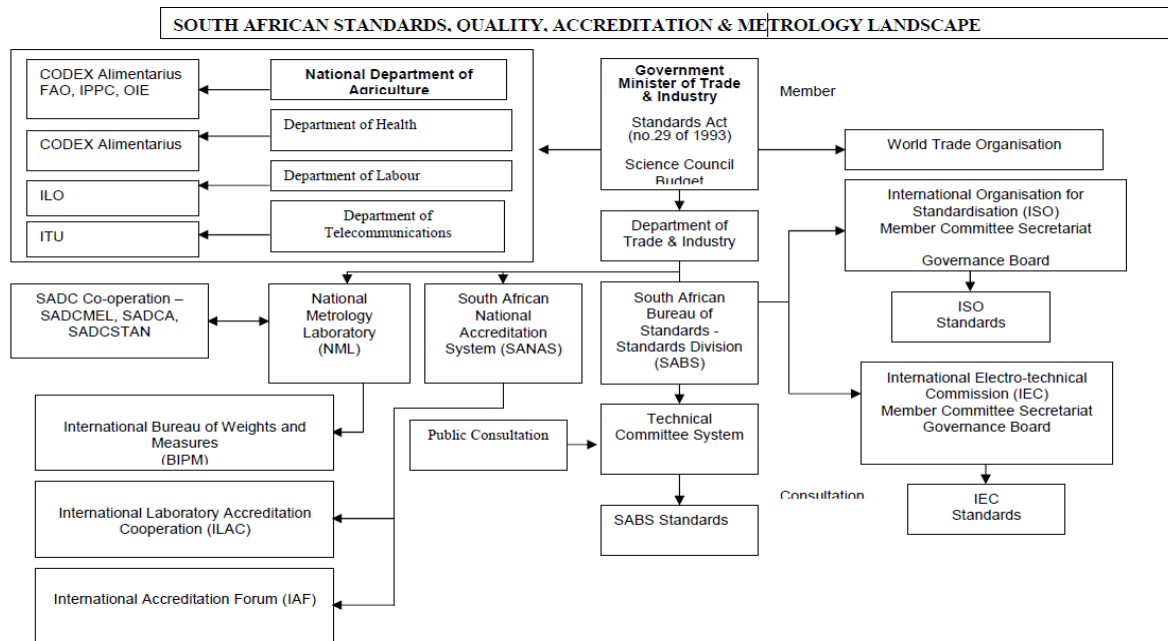 SOUTH AFRICAN STANDARDS, QUALITY, ACCREDITATION & METROLOGY LANDSCAPE
CODEX Alimentarius
FAO, IPPC, OIE
National Department of
Agriculture
CODEX Alimentarius
Department of Health
ILO
Department of Labour
ITU
Department of
Telecommunications
Government
Minister of Trade
& Industry
Standards Act
(no.29 of 1993)
Science Council
Budget
Member
World Trade Organisation
Department of
Trade & Industry
International Organisation for
Standardisation (ISO)
Member Committee Secretariat
Governance Board
ISO
Standards
SADC Co-operation –
SADCMEL, SADCA,
SADCSTAN
National
Metrology
Laboratory
(NML)
South African
National
Accreditation
System (SANAS)
South African
Bureau of
Standards -
Standards Division
(SABS)
International Electro-technical
Commission (IEC)
Member Committee Secretariat
Governance Board
International Bureau of Weights and
Measures
(BIPM)
Public Consultation
Technical
Committee System
Consultation
IEC
Standards
International Laboratory Accreditation
Cooperation (ILAC)
SABS Standards
International Accreditation Forum (IAF)